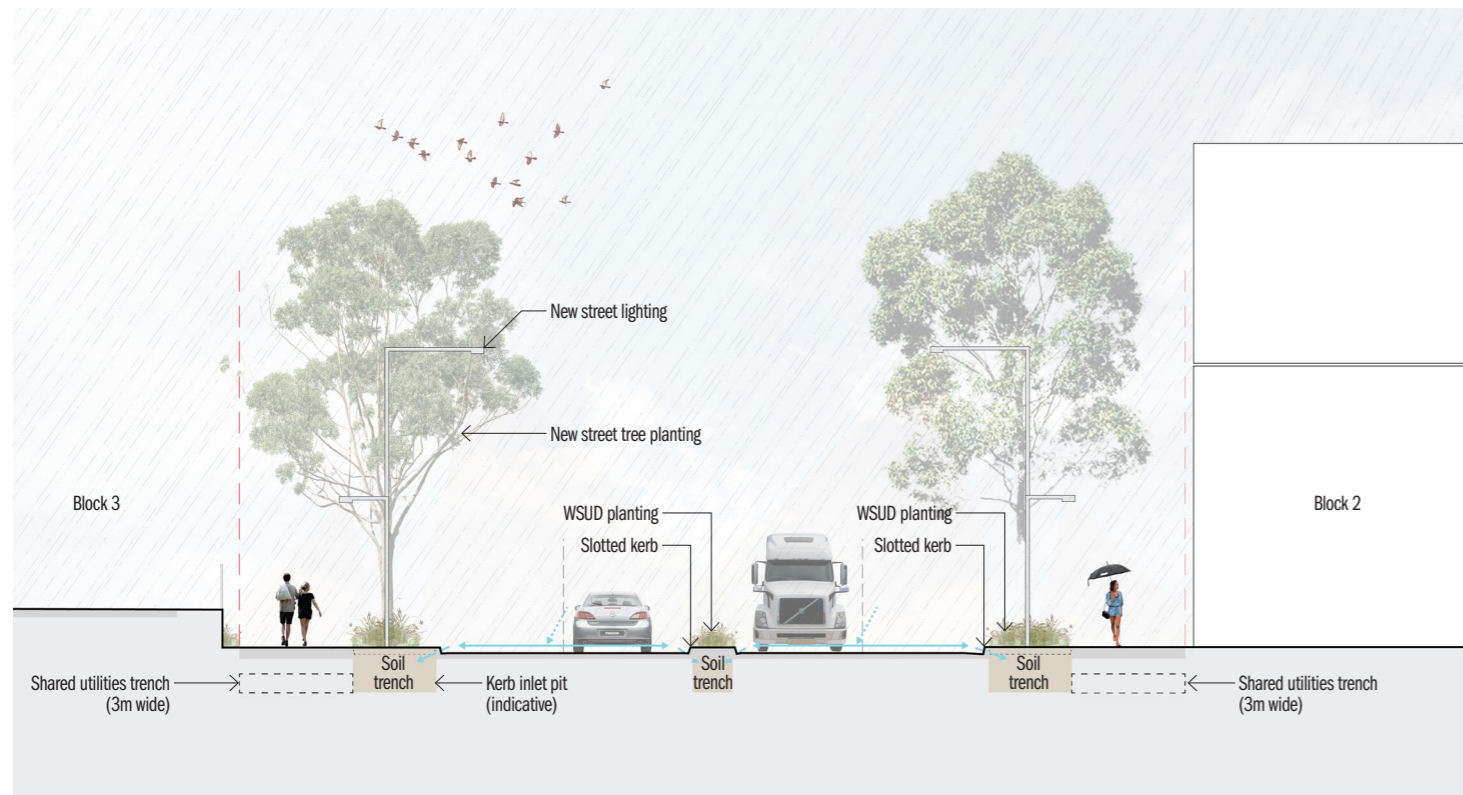 New street lighting
New street tree planting
Block 3
WSUD planting
WSUD planting
Block 2
Slotted kerb
Slotted kerb
Soil
trench
Soil
trench
Soil
trench
Shared utilities trench
(3m wide)
Kerb inlet pit
(indicative)
Shared utilities trench
(3m wide)